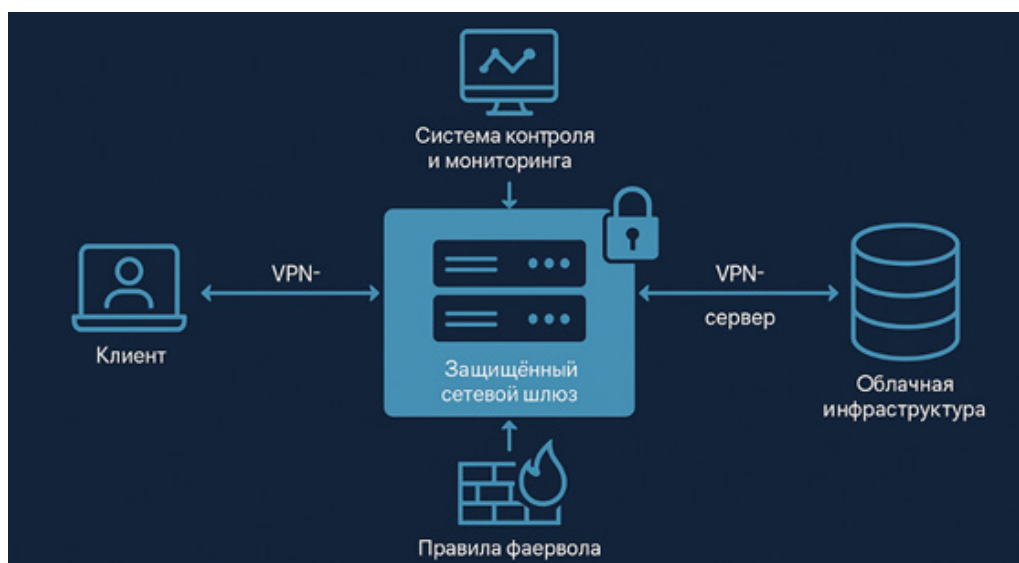 Система контроля
и мониторинга
VPN-
VPN-
сервер
Клиент
Защищённый
сетевой шлюз
Облачная
инфраструктура
Правила фаервола